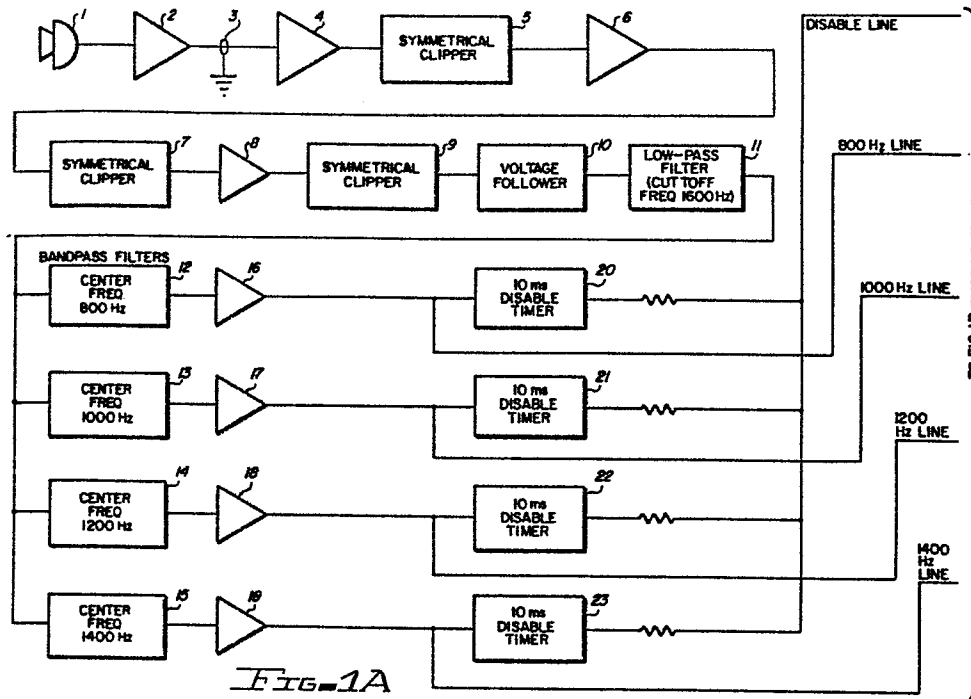 1
2
3
4
5
6
SYMMETRICAL
CLIPPER
DISABLE LINE
7
8
9
10
11
SYMMETRICAL
CLIPPER
SYMMETRICAL
CLIPPER
VOLTAGE
FOLLOWER
LOW-PASS
FILTER
(CUT TOFF
FREQ 1600Hz)
800 Hz LINE
BANDPASS FILTERS
12
CENTER
FREQ
800 Hz
16
20
10 ms
DISABLE
TIMER
1000 Hz LINE
13
CENTER
FREQ
1000 Hz
17
21
10 ms
DISABLE
TIMER
1200
Hz LINE
14
CENTER
FREQ
1200 Hz
18
22
10 ms
DISABLE
TIMER
1400
Hz
LINE
15
CENTER
FREQ
1400 Hz
19
23
10 ms
DISABLE
TIMER
FIG-1A